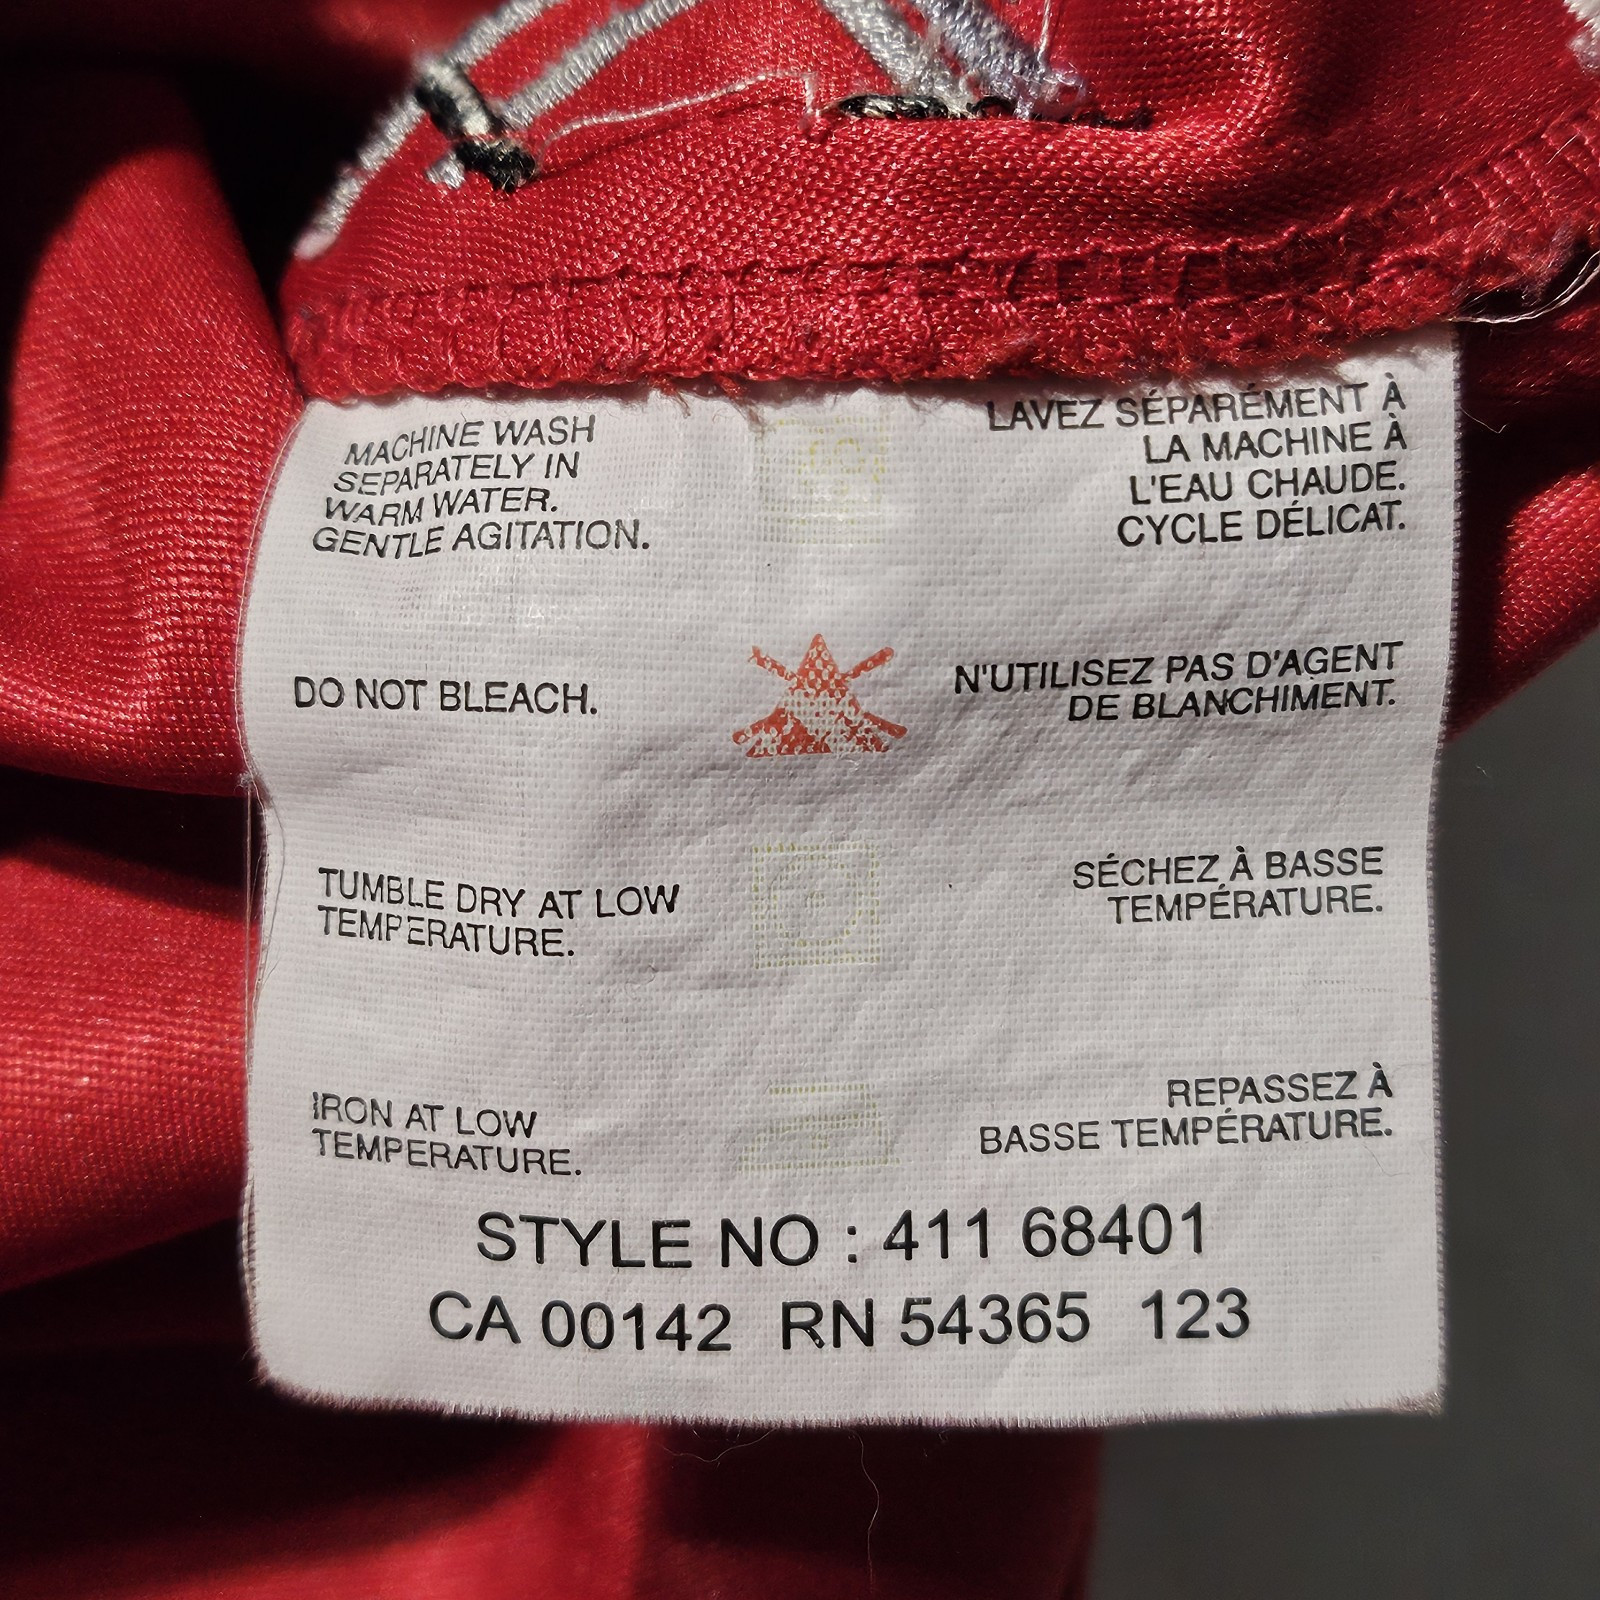 MACHINE WASH
SEPARATELY IN
WARM WATER.
GENTLE AGITATION.
LAVEZ SÉPARÉMENT À
LA MACHINE À
L'EAU CHAUDE.
CYCLE DÉLICAT.
DO NOT BLEACH.
N'UTILISEZ PAS D'AGENT
DE BLANCHIMENT.
TUMBLE DRY AT LOW
TEMPERATURE.
SÉCHEZ À BASSE
TEMPÉRATURE.
IRON AT LOW
TEMPERATURE.
REPASSEZ À
BASSE TEMPÉRATURE.
STYLE NO : 411 68401
CA 00142 RN 54365 123